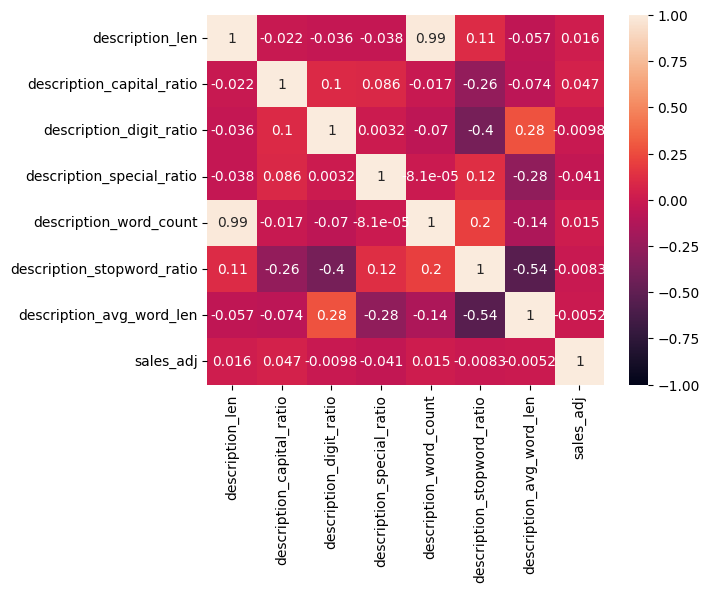 description_len 1 -0.022 -0.036 -0.038 0.99 0.11 -0.057 0.016
description_capital_ratio -0.022 1 0.1 0.086 -0.017 -0.26 -0.074 0.047
description_digit_ratio -0.036 0.1 1 0.0032 -0.07 -0.4 0.28 -0.0098
description_special_ratio -0.038 0.086 0.0032 1 -8.1e-05 0.12 -0.28 -0.041
description_word_count 0.99 -0.017 -0.07 -8.1e-05 1 0.2 -0.14 0.015
description_stopword_ratio 0.11 -0.26 -0.4 0.12 0.2 1 -0.54 -0.0083
description_avg_word_len -0.057 -0.074 0.28 -0.28 -0.14 -0.54 1 -0.0052
sales_adj 0.016 0.047 -0.0098 -0.041 0.015 -0.0083 -0.0052 1
description_len
description_capital_ratio
description_digit_ratio
description_special_ratio
description_word_count
description_stopword_ratio
description_avg_word_len
sales_adj
1.00
0.75
0.50
0.25
0.00
−0.25
−0.50
−0.75
−1.00